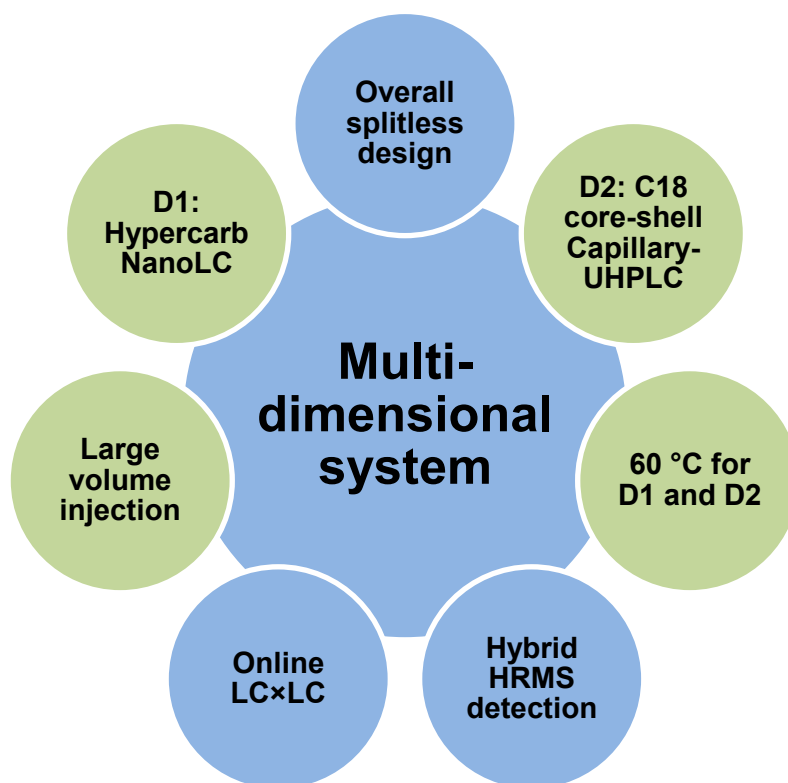 Overall
splitless
design
D1:
Hypercarb
NanoLC
D2: C18
core-shell
Capillary-
UHPLC
Multi-
dimensional
system
Large
volume
injection
60 °C for
D1 and D2
Online
LC×LC
Hybrid
HRMS
detection